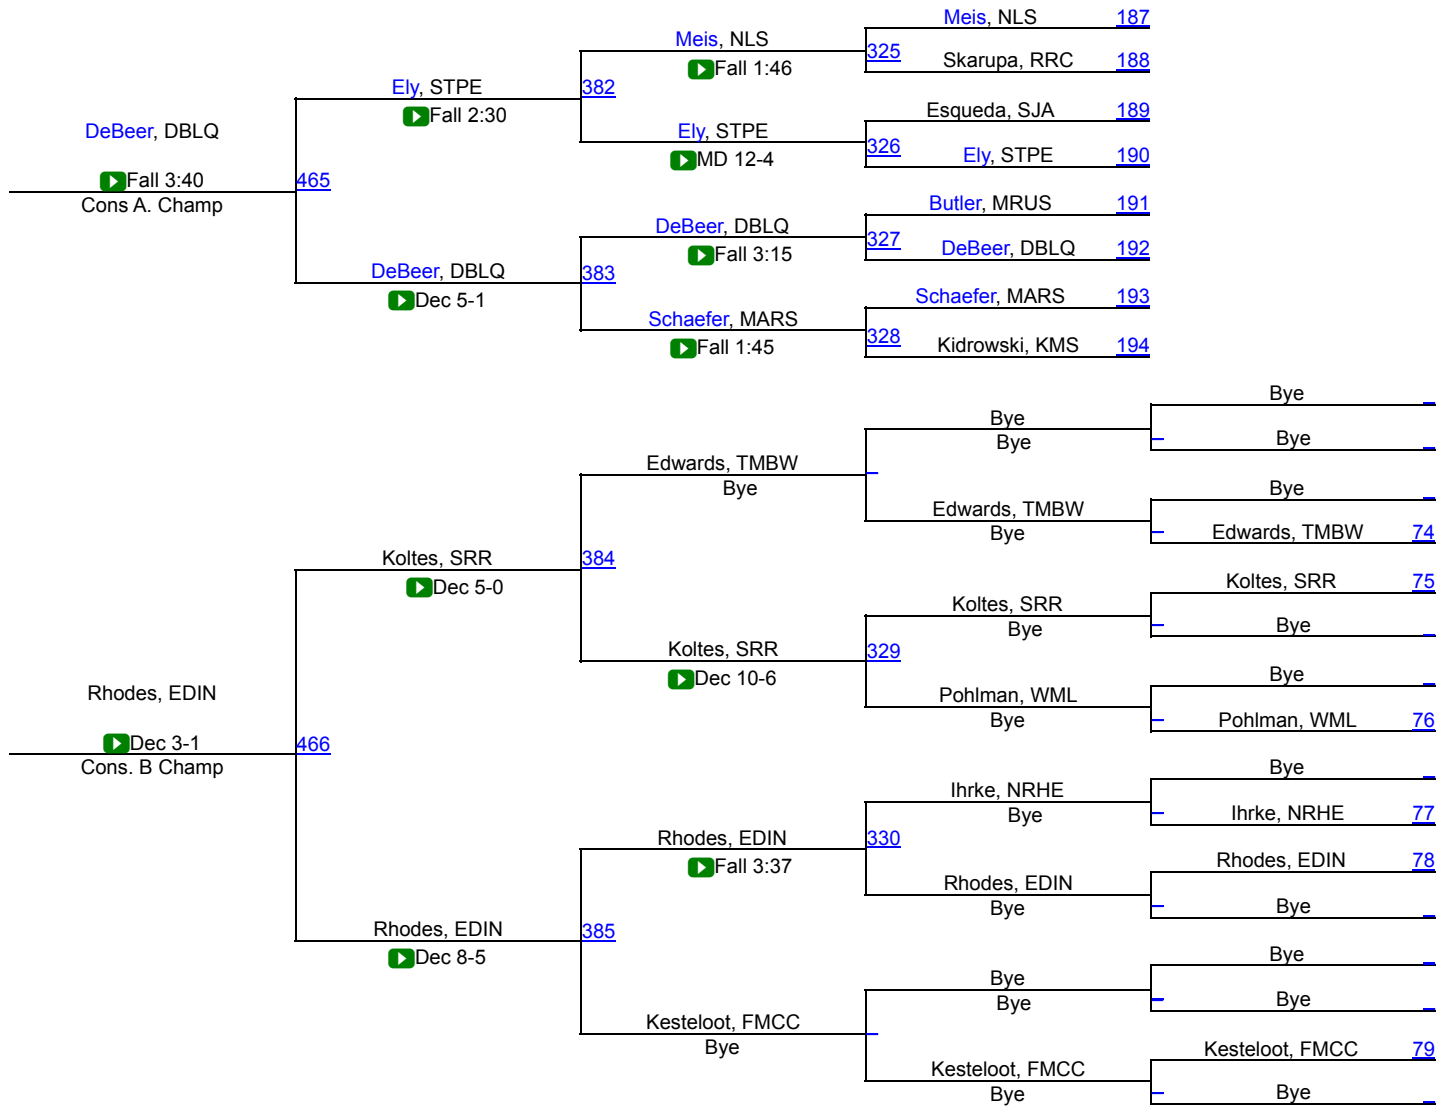 Meis, NLS 187
Meis, NLS
325
Fall 1:46
Skarupa, RRC 188
Ely, STPE
382
Fall 2:30
Esqueda, SJA 189
DeBeer, DBLQ
Ely, STPE
326
MD 12-4
Ely, STPE 190
Fall 3:40
465
Cons A. Champ
Butler, MRUS 191
DeBeer, DBLQ
327
Fall 3:15
DeBeer, DBLQ 192
DeBeer, DBLQ
383
Dec 5-1
Schaefer, MARS 193
Schaefer, MARS
328
Fall 1:45
Kidrowski, KMS 194
Bye
Bye
Bye
Bye
Edwards, TMBW
Bye
Bye
Edwards, TMBW
Bye
Edwards, TMBW 74
Koltes, SRR
384
Dec 5-0
Koltes, SRR 75
Koltes, SRR
Bye
Bye
Koltes, SRR
329
Dec 10-6
Bye
Pohlman, WML
Bye
Pohlman, WML 76
Rhodes, EDIN
Dec 3-1
466
Cons. B Champ
Bye
Ihrke, NRHE
Bye
Ihrke, NRHE 77
Rhodes, EDIN
330
Fall 3:37
Rhodes, EDIN 78
Rhodes, EDIN
Bye
Bye
Rhodes, EDIN
385
Dec 8-5
Bye
Bye
Bye
Bye
Kesteloot, FMCC
Bye
Kesteloot, FMCC 79
Kesteloot, FMCC
Bye
Bye